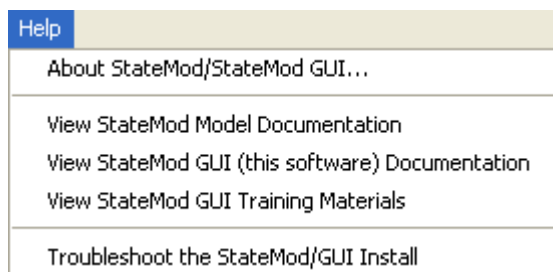 Help
About StateMod/StateMod GUI...
View StateMod Model Documentation
View StateMod GUI (this software) Documentation
View StateMod GUI Training Materials
Troubleshoot the StateMod/GUI Install